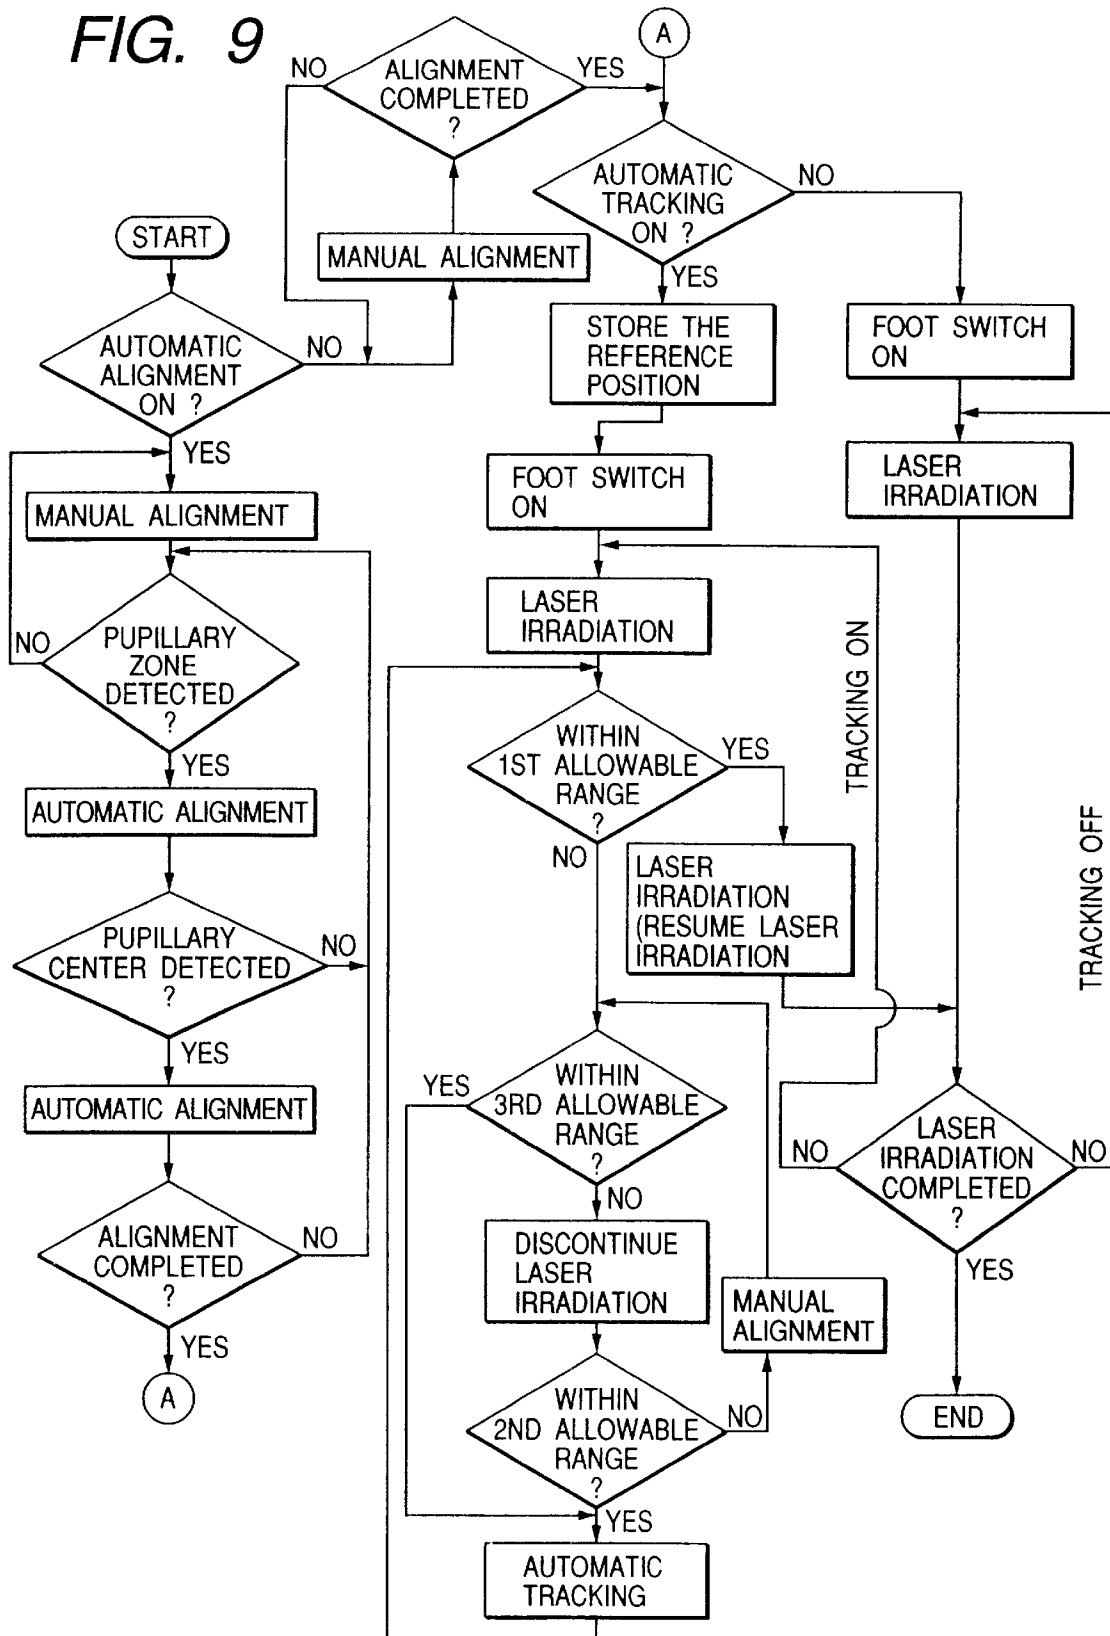 FIG. 9
START
AUTOMATIC
ALIGNMENT
ON ?
NO
YES
MANUAL ALIGNMENT
PUPILLARY
ZONE
DETECTED
?
NO
YES
AUTOMATIC ALIGNMENT
PUPILLARY
CENTER DETECTED
?
NO
YES
AUTOMATIC ALIGNMENT
ALIGNMENT
COMPLETED
?
NO
YES
A
NO
ALIGNMENT
COMPLETED
?
YES
MANUAL ALIGNMENT
A
AUTOMATIC
TRACKING
ON ?
NO
YES
STORE THE
REFERENCE
POSITION
FOOT SWITCH
ON
LASER
IRRADIATION
WITHIN
1ST ALLOWABLE
RANGE
?
YES
NO
LASER
IRRADIATION
(RESUME LASER
IRRADIATION
WITHIN
3RD ALLOWABLE
RANGE
?
YES
NO
DISCONTINUE
LASER
IRRADIATION
MANUAL
ALIGNMENT
WITHIN
2ND ALLOWABLE
RANGE
?
NO
YES
AUTOMATIC
TRACKING
FOOT SWITCH
ON
LASER
IRRADIATION
TRACKING ON
TRACKING OFF
LASER
IRRADIATION
COMPLETED
?
NO
NO
YES
END